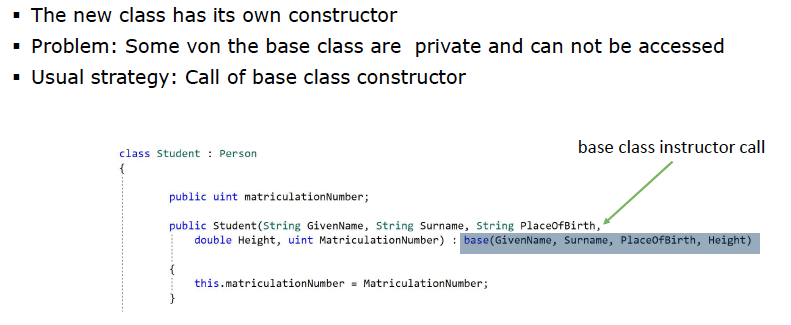 ▪ The new class has its own constructor
▪ Problem: Some von the base class are private and can not be accessed
▪ Usual strategy: Call of base class constructor
base class instructor call
class Student : Person
{
public uint matriculationNumber;
public Student(String GivenName, String Surname, String PlaceOfBirth,
double Height, uint MatriculationNumber) : base(GivenName, Surname, PlaceOfBirth, Height)
{
this.matriculationNumber = MatriculationNumber;
}